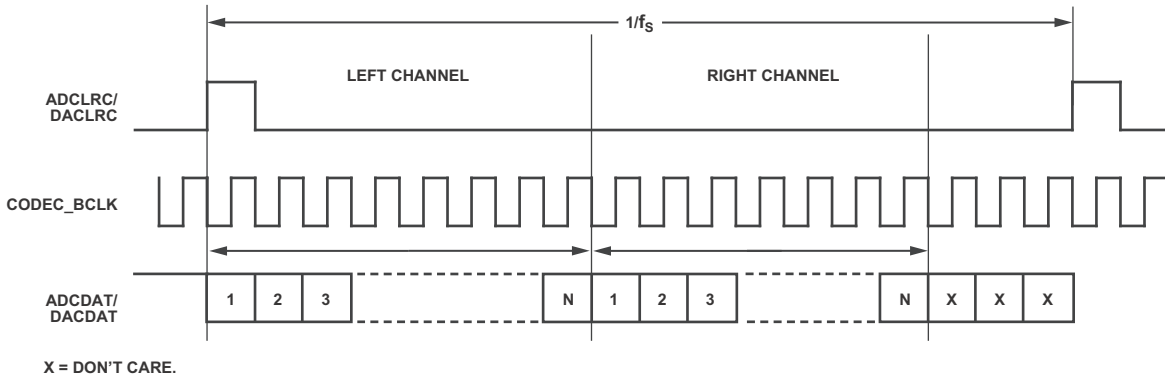 1/fS
LEFT CHANNEL
RIGHT CHANNEL
ADCLRC/
DACLRC
CODEC_BCLK
ADCDAT/
DACDAT
1 2 3 N 1 2 3 N X X X
X = DON'T CARE.